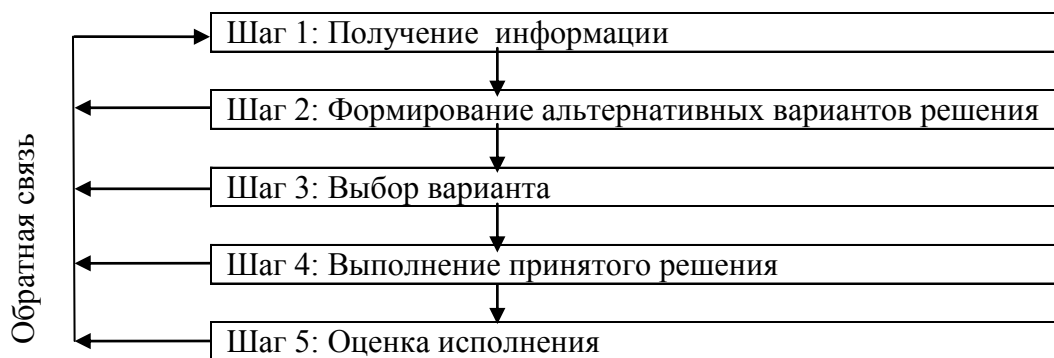 Шаг 1: Получение информации
Шаг 2: Формирование альтернативных вариантов решения
Шаг 3: Выбор варианта
Шаг 4: Выполнение принятого решения
Шаг 5: Оценка исполнения
Обратная связь